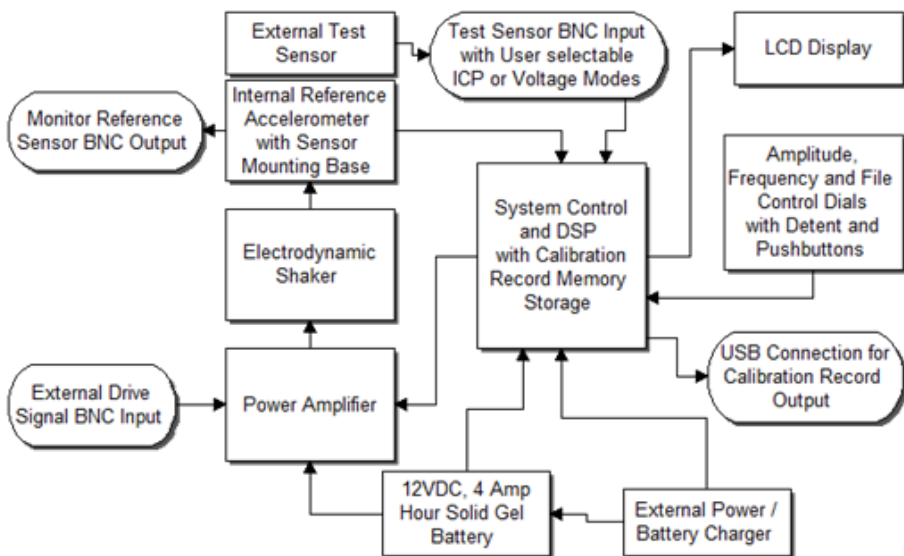 External Test
Sensor
Test Sensor BNC Input
with User selectable
ICP or Voltage Modes
LCD Display
Monitor Reference
Sensor BNC Output
Internal Reference
Accelerometer
with Sensor
Mounting Base
Amplitude,
Frequency and File
Control Dials
with Detent and
Pushbuttons
System Control
and DSP
with Calibration
Record Memory
Storage
Electrodynamic
Shaker
External Drive
Signal BNC Input
Power Amplifier
USB Connection for
Calibration Record
Output
12VDC, 4 Amp
Hour Solid Gel
Battery
External Power /
Battery Charger